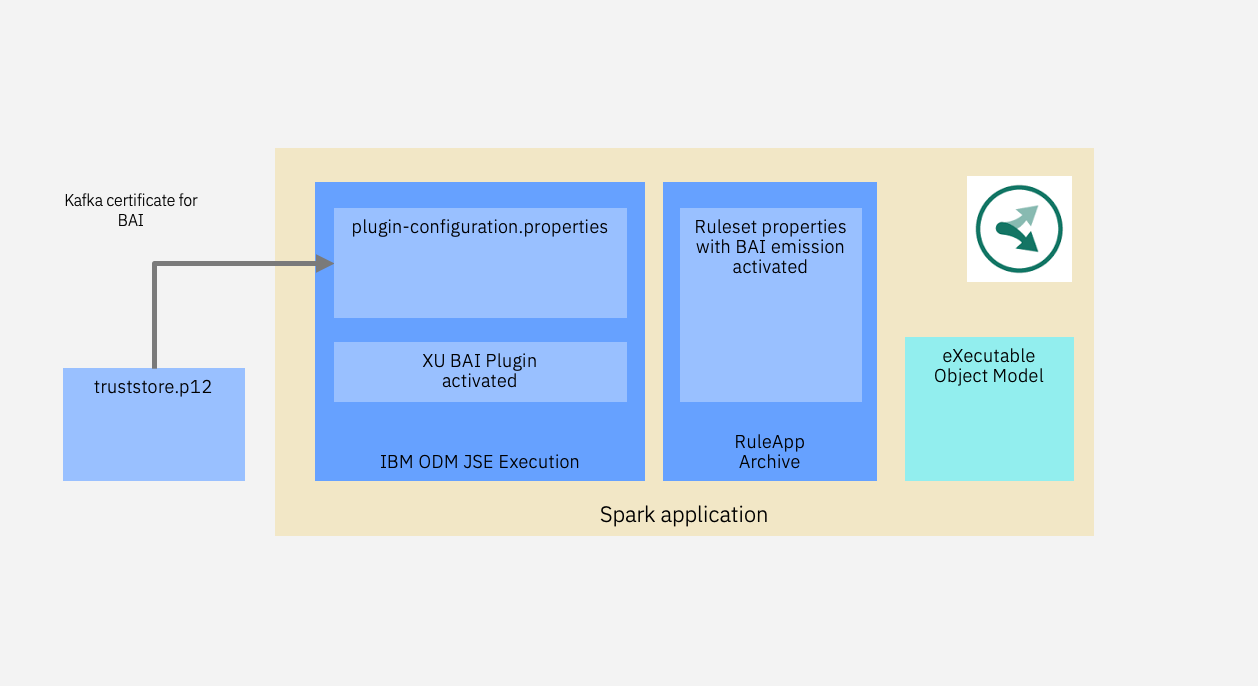 Kafka certificate for
BAI
truststore.p12
plugin-configuration.properties
XU BAI Plugin
activated
IBM ODM JSE Execution
Ruleset properties
with BAI emission
activated
RuleApp
Archive
eXecutable
Object Model
Spark application